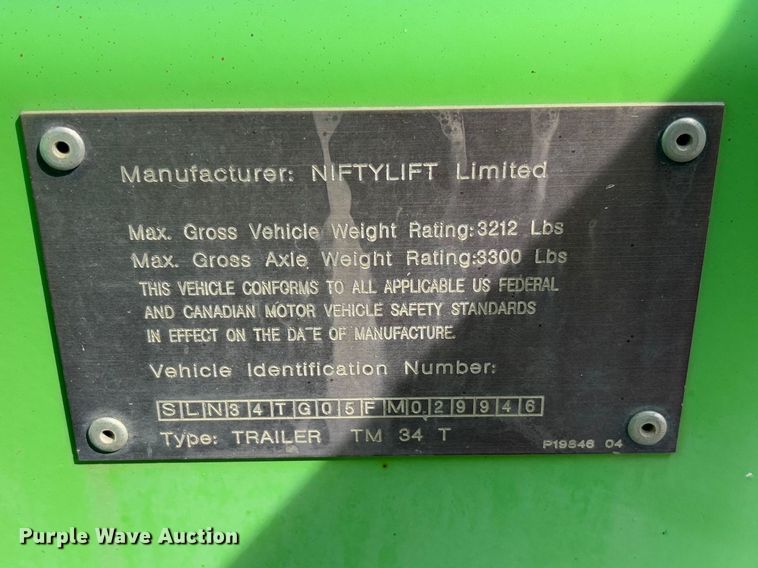 Manufacturer: NIFTYLIFT Limited
Max. Gross Vehicle Weight Rating:3212 Lbs
Max. Gross Axle Weight Rating:3300 Lbs
THIS VEHICLE CONFORMS TO ALL APPLICABLE US FEDERAL
AND CANADIAN MOTOR VEHICLE SAFETY STANDARDS
IN EFFECT ON THE DATE OF MANUFACTURE.
Vehicle Identification Number:
SLN34TG05FM029946
Type: TRAILER TM 34 T
P19846 04
Purple Wave Auction